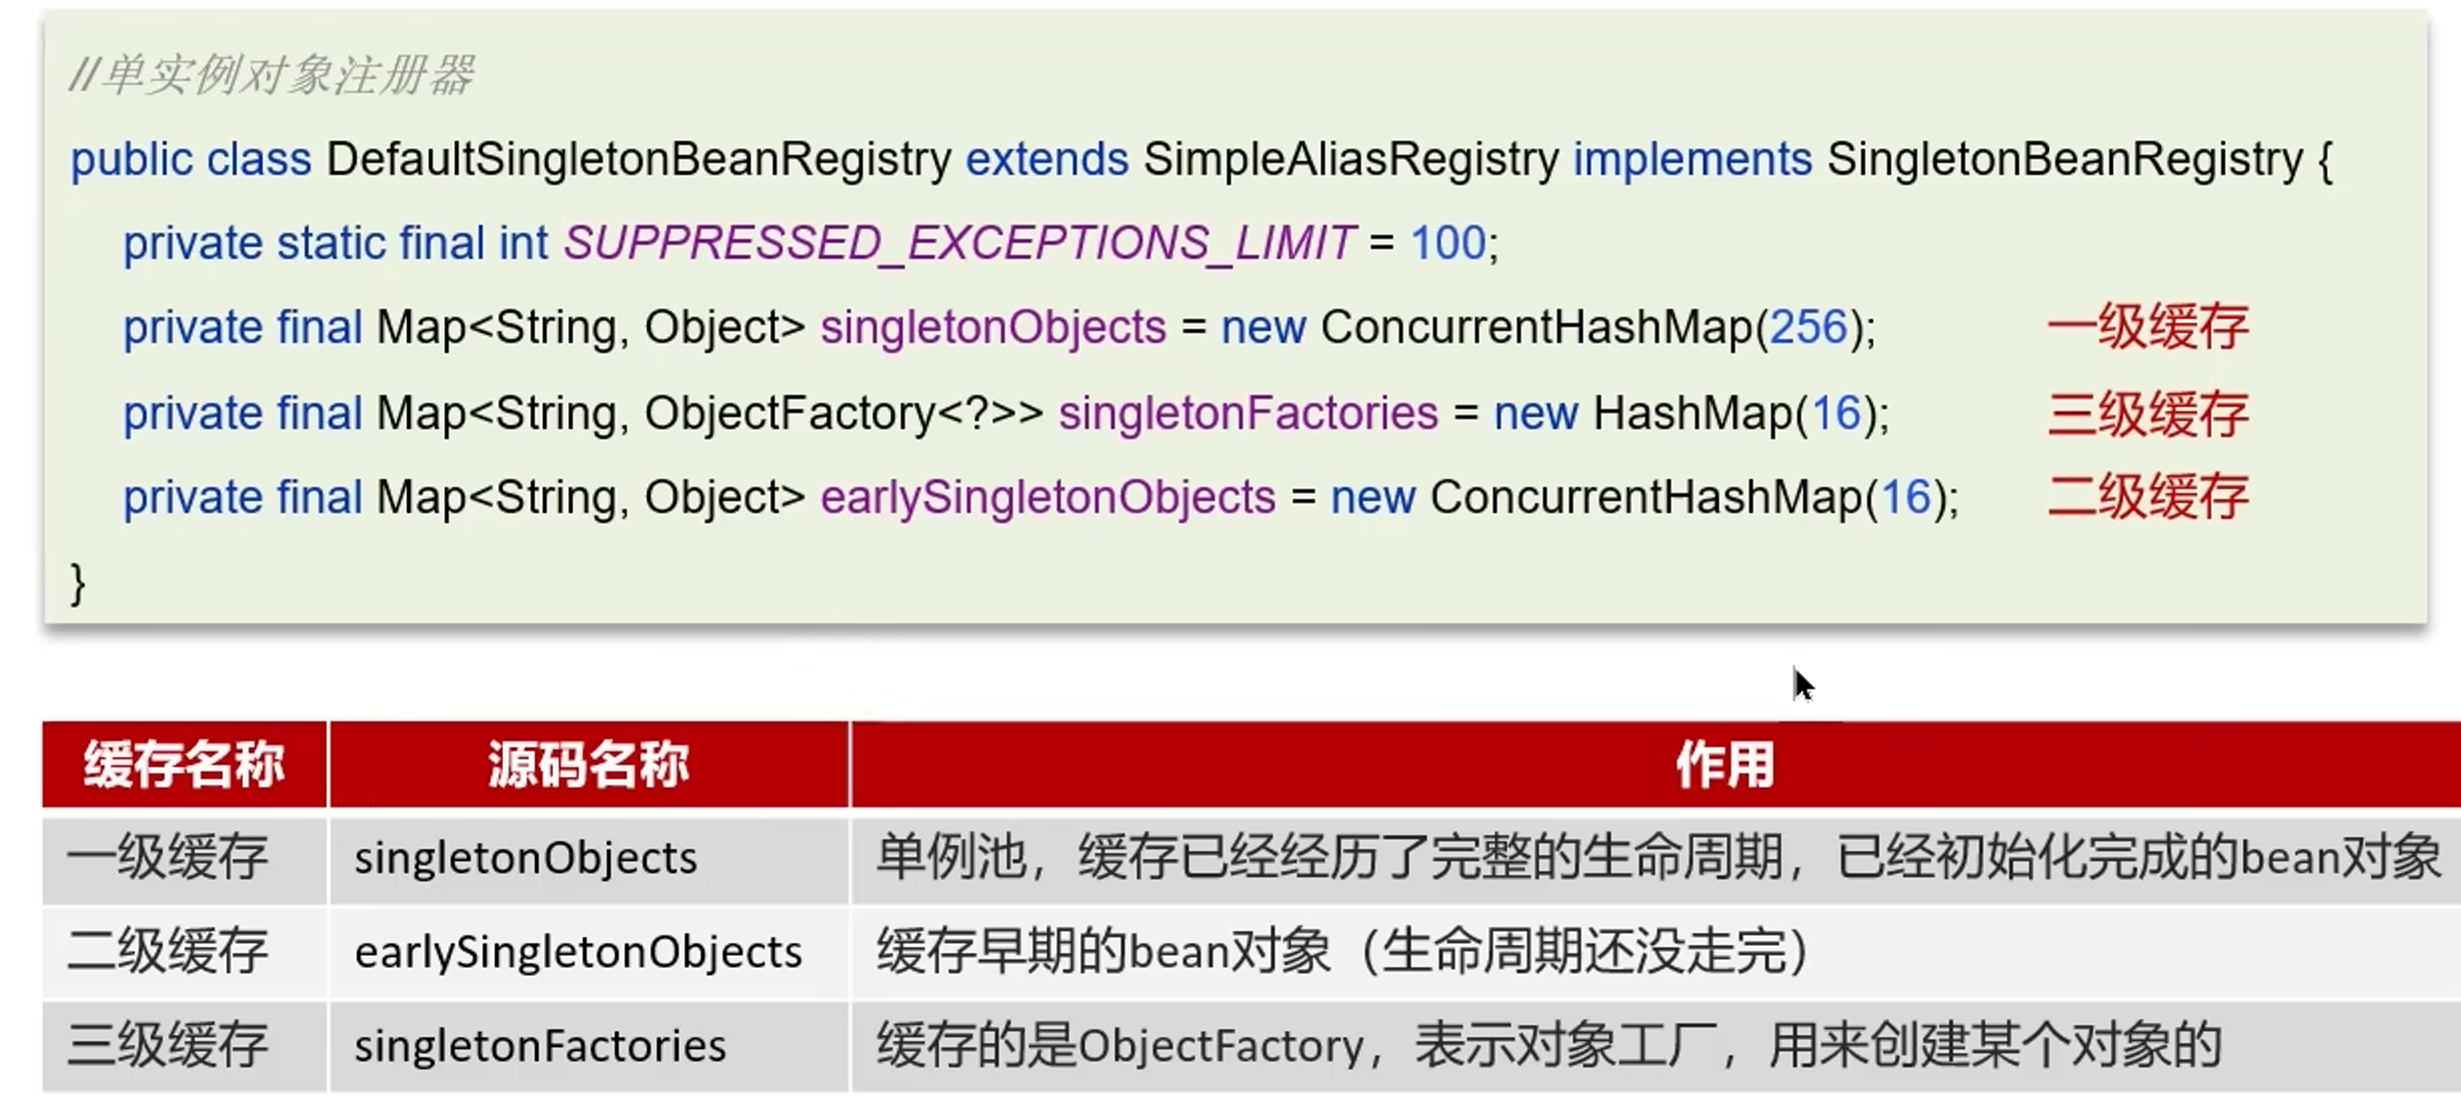 //单实例对象注册器
public class DefaultSingletonBeanRegistry extends SimpleAliasRegistry implements SingletonBeanRegistry {
private static final int SUPPRESSED_EXCEPTIONS_LIMIT = 100;
private final Map<String, Object> singletonObjects = new ConcurrentHashMap(256); 一级缓存
private final Map<String, ObjectFactory<?>> singletonFactories = new HashMap(16); 三级缓存
private final Map<String, Object> earlySingletonObjects = new ConcurrentHashMap(16); 二级缓存
}
缓存名称 源码名称 作用
一级缓存 singletonObjects 单例池，缓存已经经历了完整的生命周期，已经初始化完成的bean对象
二级缓存 earlySingletonObjects 缓存早期的bean对象（生命周期还没走完）
三级缓存 singletonFactories 缓存的是ObjectFactory，表示对象工厂，用来创建某个对象的